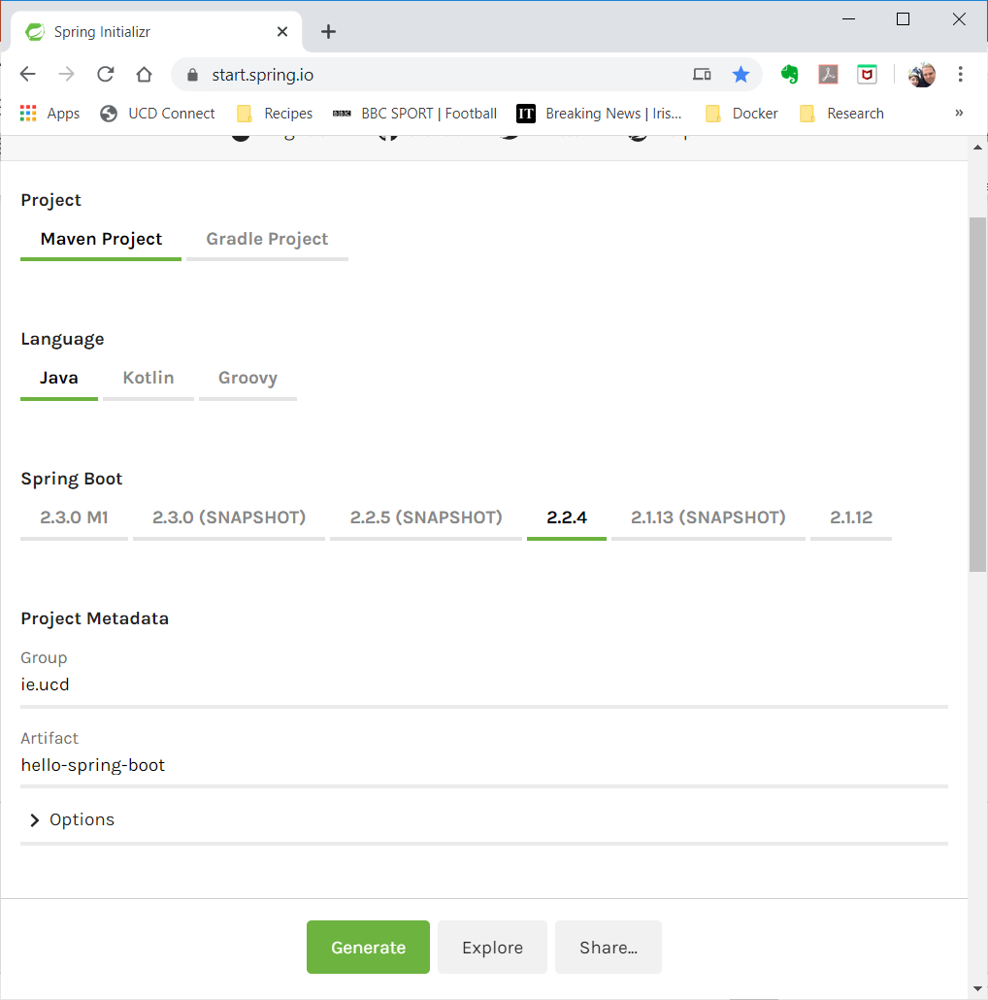 Spring Initializr
start.spring.io
Apps UCD Connect Recipes BBC BBC SPORT | Football IT Breaking News | Iris... Docker Research »
Project
Maven Project Gradle Project
Language
Java Kotlin Groovy
Spring Boot
2.3.0 M1 2.3.0 (SNAPSHOT) 2.2.5 (SNAPSHOT) 2.2.4 2.1.13 (SNAPSHOT) 2.1.12
Project Metadata
Group
ie.ucd
Artifact
hello-spring-boot
Options
Generate Explore Share...